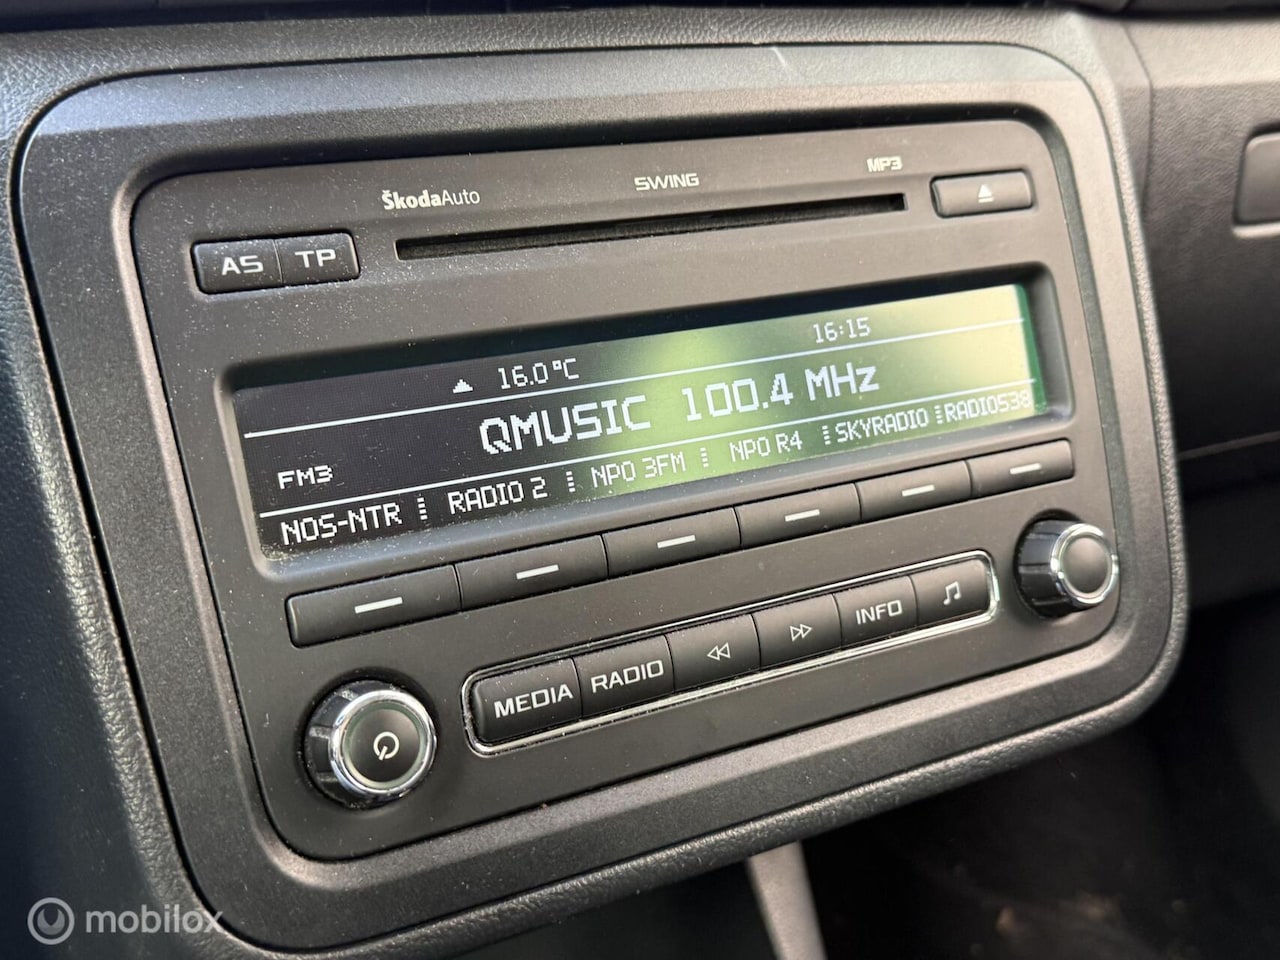 ŠkodaAuto SWING MP3
AS TP
16.0°C 16:15
QMUSIC 100.4 MHz
FM3
NOS-NTR RADIO 2 NPO 3FM NPO R4 SKYRADIO RADIO538
MEDIA RADIO INFO
mobilox